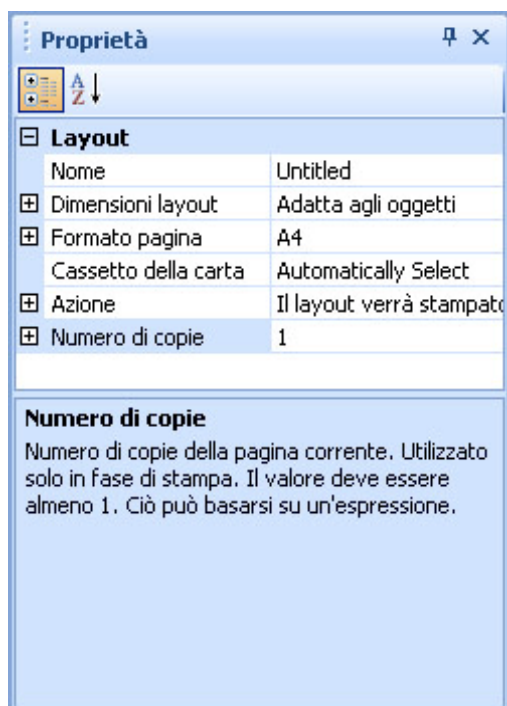 Proprietà
Layout
Nome Untitled
Dimensioni layout Adatta agli oggetti
Formato pagina A4
Cassetto della carta Automatically Select
Azione Il layout verrà stampato
Numero di copie 1
Numero di copie
Numero di copie della pagina corrente. Utilizzato
solo in fase di stampa. Il valore deve essere
almeno 1. Ciò può basarsi su un'espressione.